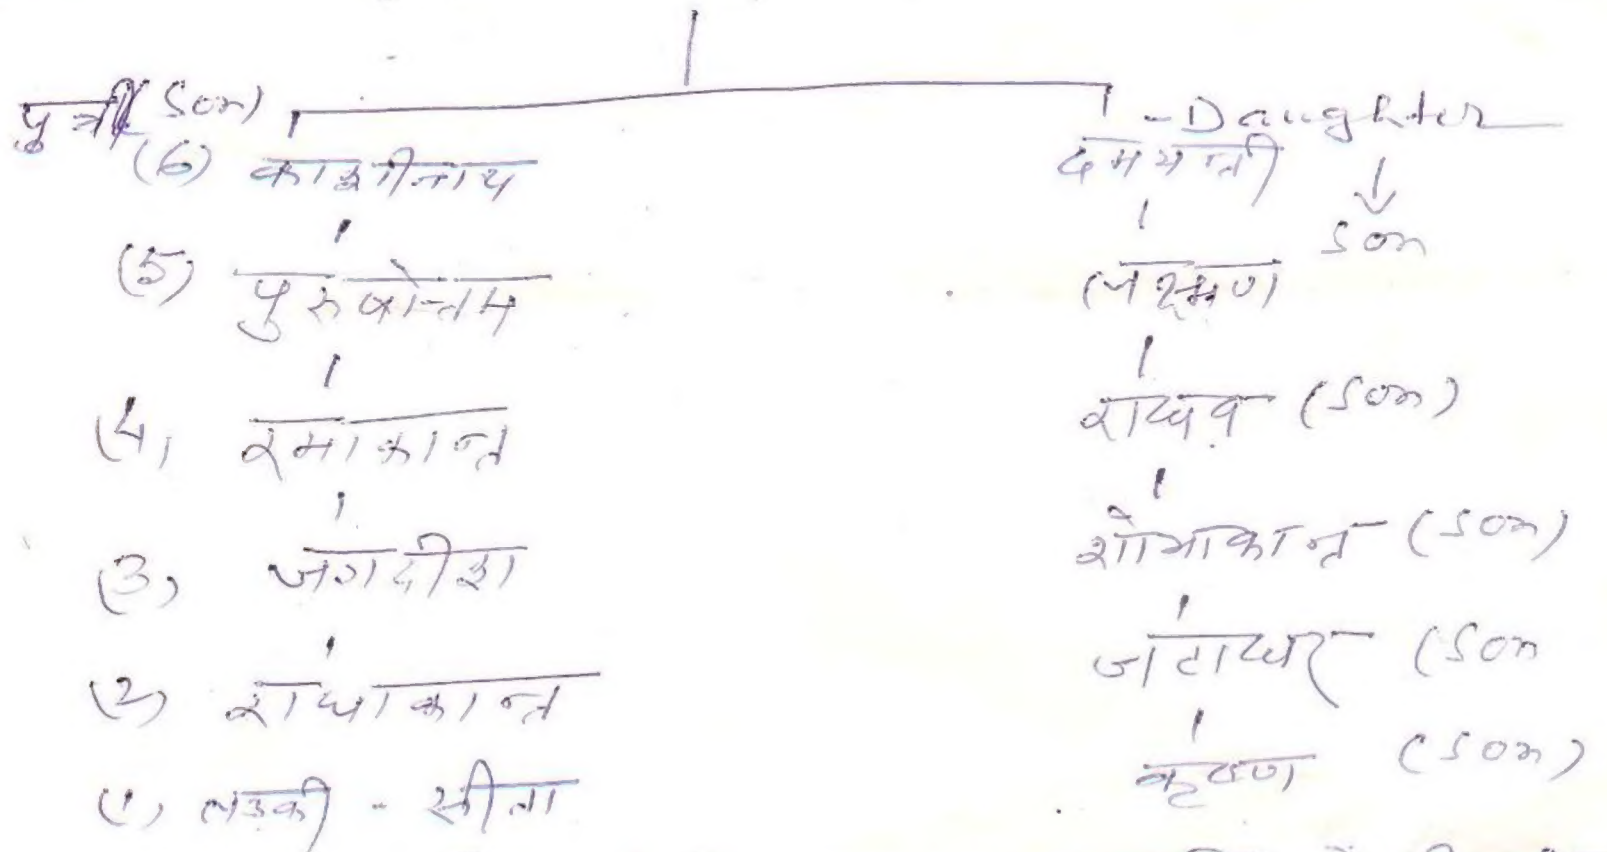 पुत्र (Son)
(6) काशीनाथ
(5) पुरुषोत्तम
(4) रमाकान्त
(3) जगदीश
(2) राधाकान्त
(1) लडकी - सीता
- Daughter
दमयन्ती
↓
लक्ष्मण Son
राघव (Son)
शोभाकान्त (Son)
जटाधर (Son
कृष्ण (Son)